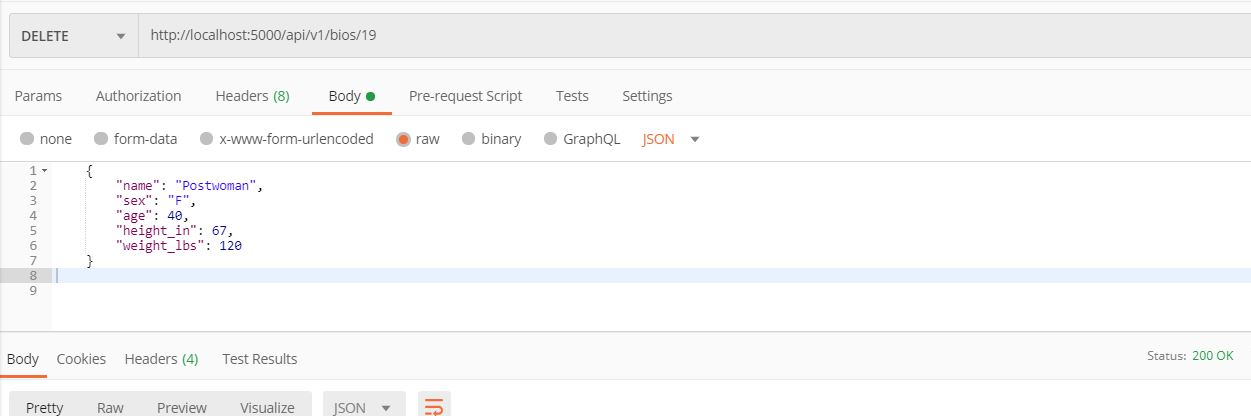 DELETE http://localhost:5000/api/v1/bios/19
Params Authorization Headers (8) Body Pre-request Script Tests Settings
none form-data x-www-form-urlencoded raw binary GraphQL JSON
1 {
2 "name": "Postwoman",
3 "sex": "F",
4 "age": 40,
5 "height_in": 67,
6 "weight_lbs": 120
7 }
8
9
Body Cookies Headers (4) Test Results Status: 200 OK
Pretty Raw Preview Visualize JSON